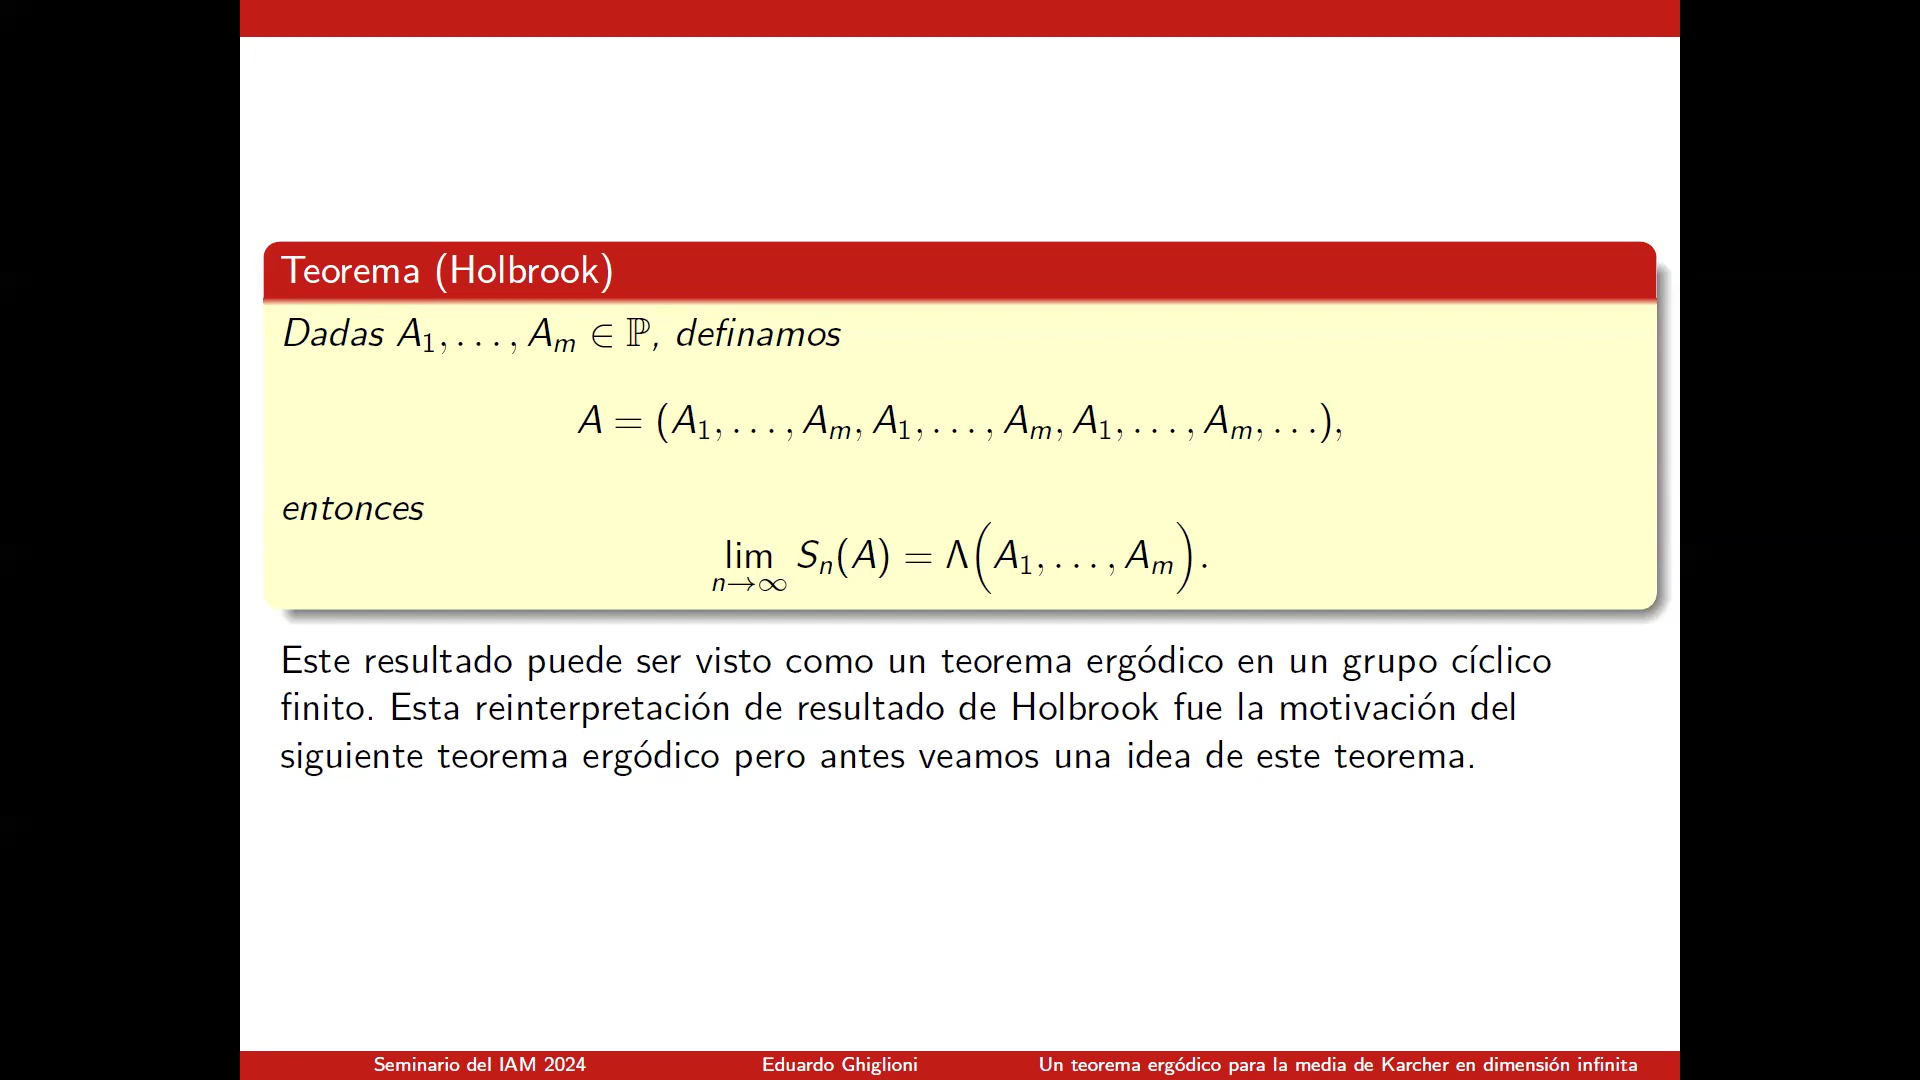 Teorema (Holbrook)
Dadas A₁, . . . , Aₘ ∈ ℙ, definamos
A = (A₁, . . . , Aₘ, A₁, . . . , Aₘ, A₁, . . . , Aₘ, . . .),
entonces
lim Sₙ(A) = Λ(A₁, . . . , Aₘ).
n→∞
Este resultado puede ser visto como un teorema ergódico en un grupo cíclico
finito. Esta reinterpretación de resultado de Holbrook fue la motivación del
siguiente teorema ergódico pero antes veamos una idea de este teorema.
Seminario del IAM 2024 Eduardo Ghiglioni Un teorema ergódico para la media de Karcher en dimensión infinita